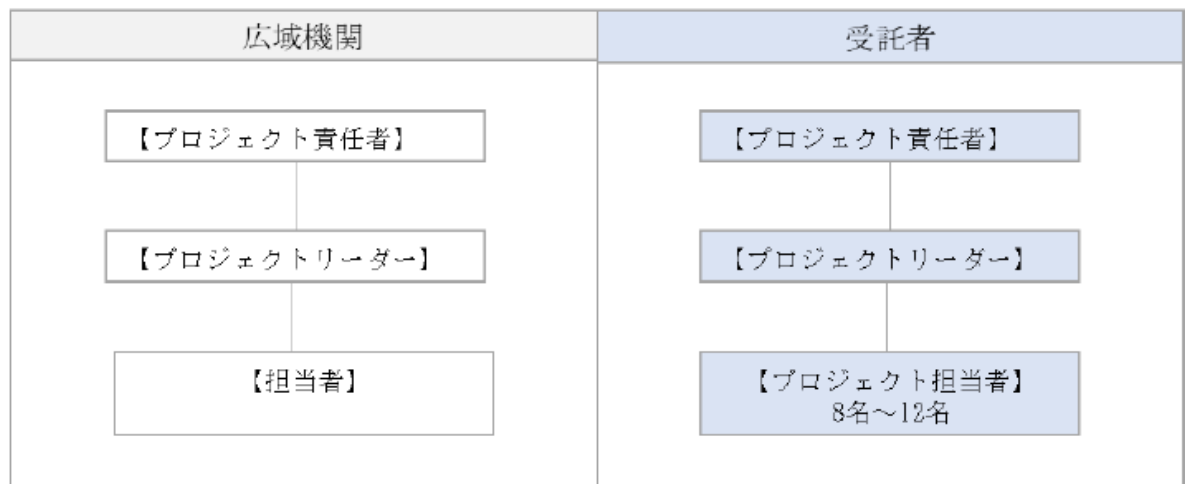 広域機関
受託者
【プロジェクト責任者】
【プロジェクト責任者】
【プロジェクトリーダー】
【プロジェクトリーダー】
【担当者】
【プロジェクト担当者】
8名～12名